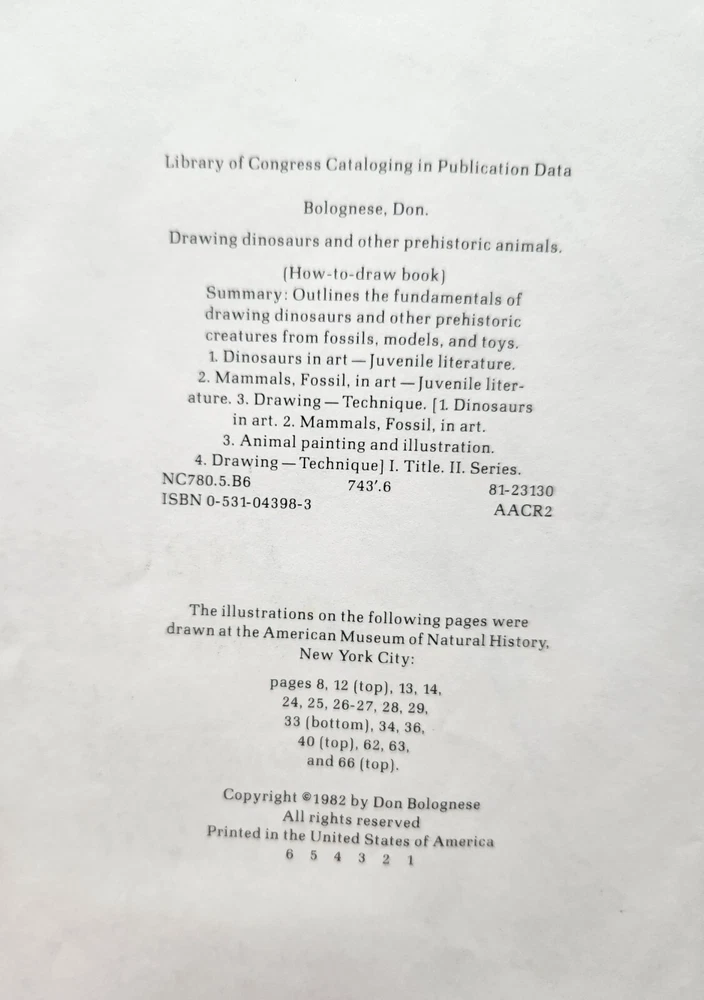 Library of Congress Cataloging in Publication Data
Bolognese, Don.
Drawing dinosaurs and other prehistoric animals.
(How-to-draw book)
Summary: Outlines the fundamentals of
drawing dinosaurs and other prehistoric
creatures from fossils, models, and toys.
1. Dinosaurs in art — Juvenile literature.
2. Mammals, Fossil, in art — Juvenile liter-
ature. 3. Drawing — Technique. [1. Dinosaurs
in art. 2. Mammals, Fossil, in art.
3. Animal painting and illustration.
4. Drawing — Technique] I. Title. II. Series.
NC780.5.B6 743′.6 81-23130
ISBN 0-531-04398-3 AACR2
The illustrations on the following pages were
drawn at the American Museum of Natural History,
New York City:
pages 8, 12 (top), 13, 14,
24, 25, 26-27, 28, 29,
33 (bottom), 34, 36,
40 (top), 62, 63,
and 66 (top).
Copyright ©1982 by Don Bolognese
All rights reserved
Printed in the United States of America
6 5 4 3 2 1